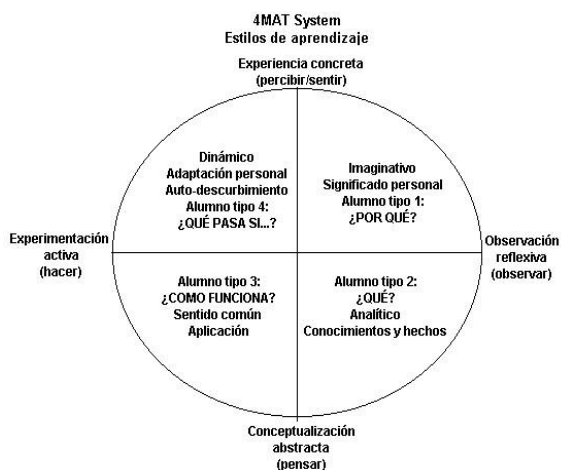 4MAT System
Estilos de aprendizaje
Experiencia concreta
(percibir/sentir)
Dinámico
Adaptación personal
Auto-descurbimiento
Alumno tipo 4:
¿QUÉ PASA SI...?
Imaginativo
Significado personal
Alumno tipo 1:
¿POR QUÉ?
Experimentación
activa
(hacer)
Observación
reflexiva
(observar)
Alumno tipo 3:
¿COMO FUNCIONA?
Sentido común
Aplicación
Alumno tipo 2:
¿QUÉ?
Analítico
Conocimientos y hechos
Conceptualización
abstracta
(pensar)